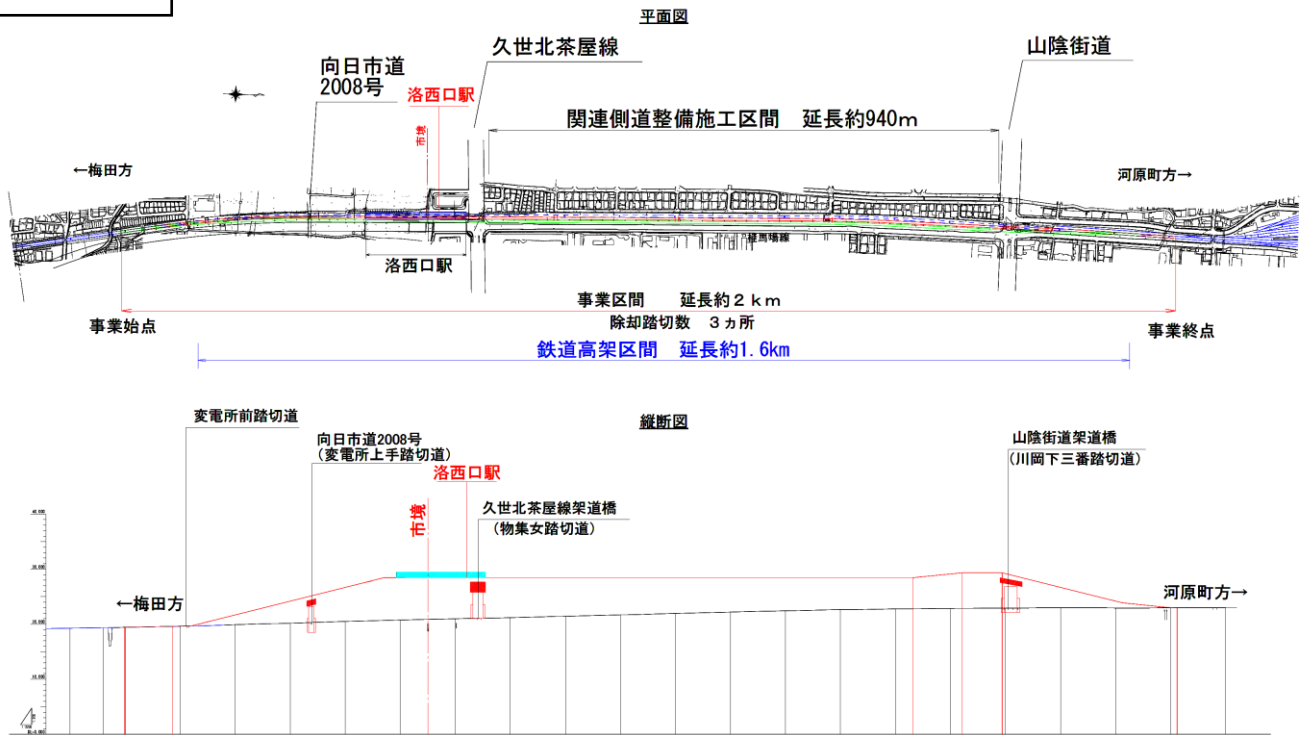 平面図
久世北茶屋線
山陰街道
向日市道
2008号
洛西口駅
市境
関連側道整備施工区間 延長約940m
←梅田方
河原町方→
洛西口駅
事業区間 延長約2km
除却踏切数 3ヵ所
事業始点
事業終点
鉄道高架区間 延長約1.6km
縦断図
変電所前踏切道
向日市道2008号
(変電所上手踏切道)
洛西口駅
山陰街道架道橋
(川岡下三番踏切道)
市境
久世北茶屋線架道橋
(物集女踏切道)
←梅田方
河原町方→